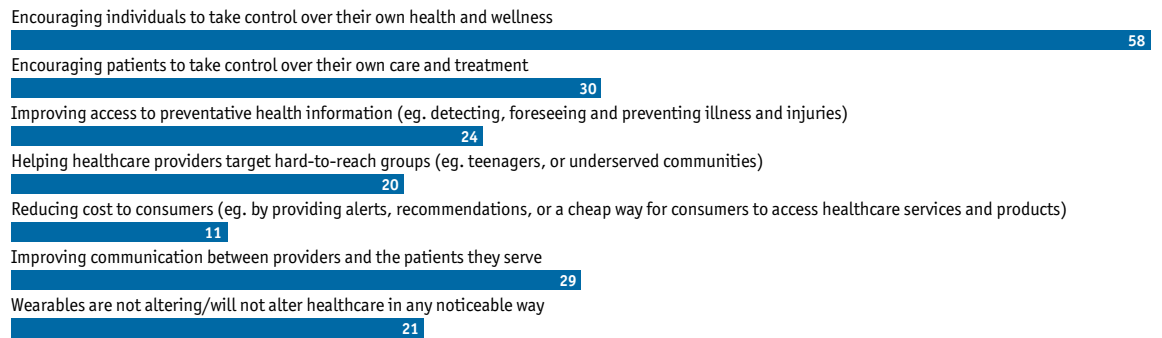 Encouraging individuals to take control over their own health and wellness
58
Encouraging patients to take control over their own care and treatment
30
Improving access to preventative health information (eg. detecting, foreseeing and preventing illness and injuries)
24
Helping healthcare providers target hard-to-reach groups (eg. teenagers, or underserved communities)
20
Reducing cost to consumers (eg. by providing alerts, recommendations, or a cheap way for consumers to access healthcare services and products)
11
Improving communication between providers and the patients they serve
29
Wearables are not altering/will not alter healthcare in any noticeable way
21